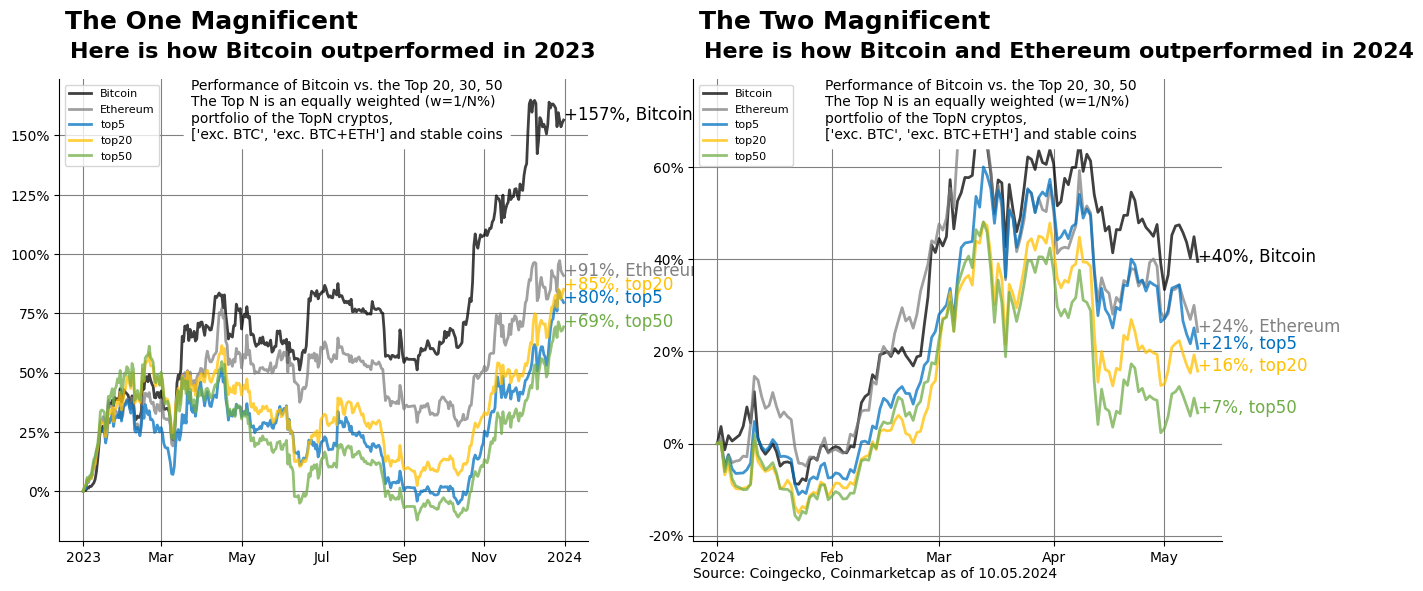 The One Magnificent
Here is how Bitcoin outperformed in 2023
Performance of Bitcoin vs. the Top 20, 30, 50
The Top N is an equally weighted (w=1/N%)
portfolio of the TopN cryptos,
['exc. BTC', 'exc. BTC+ETH'] and stable coins
Bitcoin
Ethereum
top5
top20
top50
150%
125%
100%
75%
50%
25%
0%
+157%, Bitcoin
+91%, Ethereum
+85%, top20
+80%, top5
+69%, top50
2023
Mar
May
Jul
Sep
Nov
2024
The Two Magnificent
Here is how Bitcoin and Ethereum outperformed in 2024
Performance of Bitcoin vs. the Top 20, 30, 50
The Top N is an equally weighted (w=1/N%)
portfolio of the TopN cryptos,
['exc. BTC', 'exc. BTC+ETH'] and stable coins
Bitcoin
Ethereum
top5
top20
top50
60%
40%
20%
0%
-20%
+40%, Bitcoin
+24%, Ethereum
+21%, top5
+16%, top20
+7%, top50
2024
Feb
Mar
Apr
May
Source: Coingecko, Coinmarketcap as of 10.05.2024